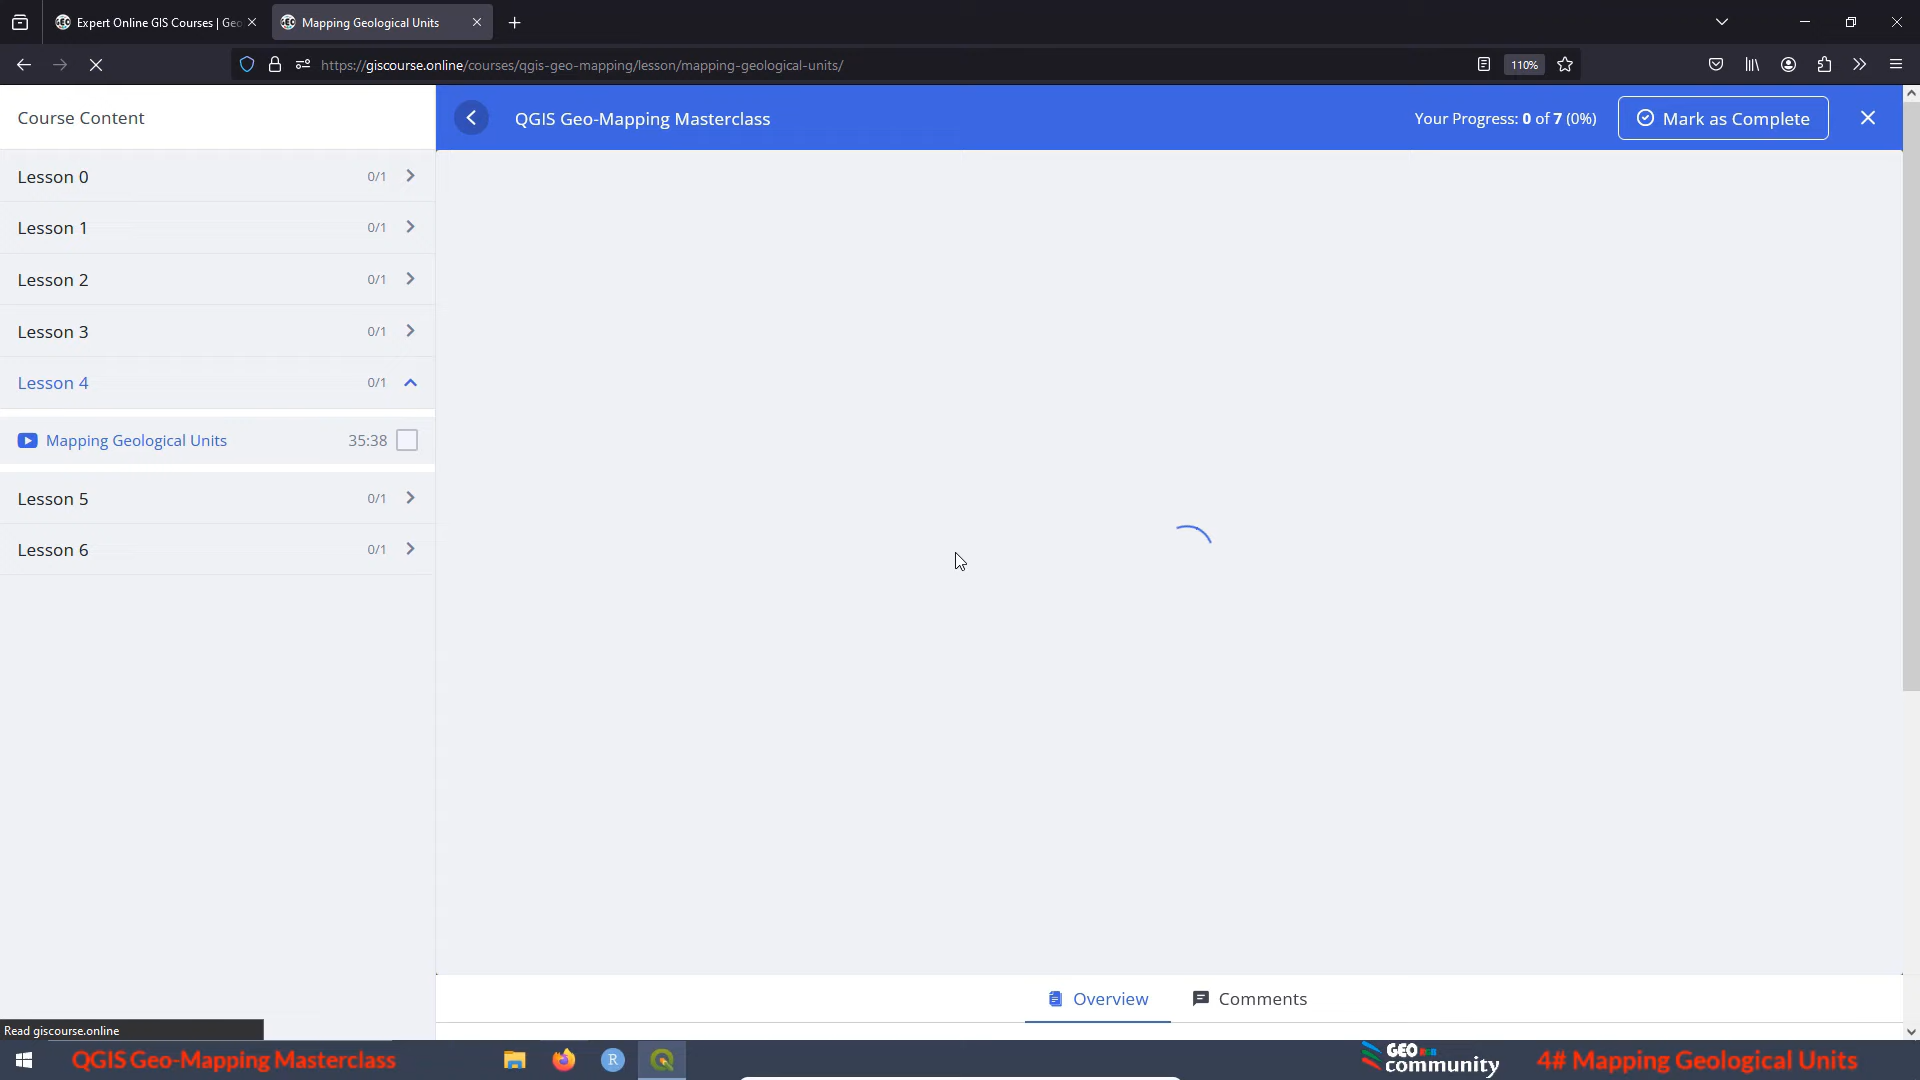 Expert Online GIS Courses | Geo
Mapping Geological Units
https://giscourse.online/courses/qgis-geo-mapping/lesson/mapping-geological-units/
110%
Course Content
QGIS Geo-Mapping Masterclass
Your Progress: 0 of 7 (0%)
Mark as Complete
Lesson 0 0/1
Lesson 1 0/1
Lesson 2 0/1
Lesson 3 0/1
Lesson 4 0/1
Mapping Geological Units 35:38
Lesson 5 0/1
Lesson 6 0/1
Overview
Comments
Read giscourse.online
QGIS Geo-Mapping Masterclass
R
GEO
community
4# Mapping Geological Units